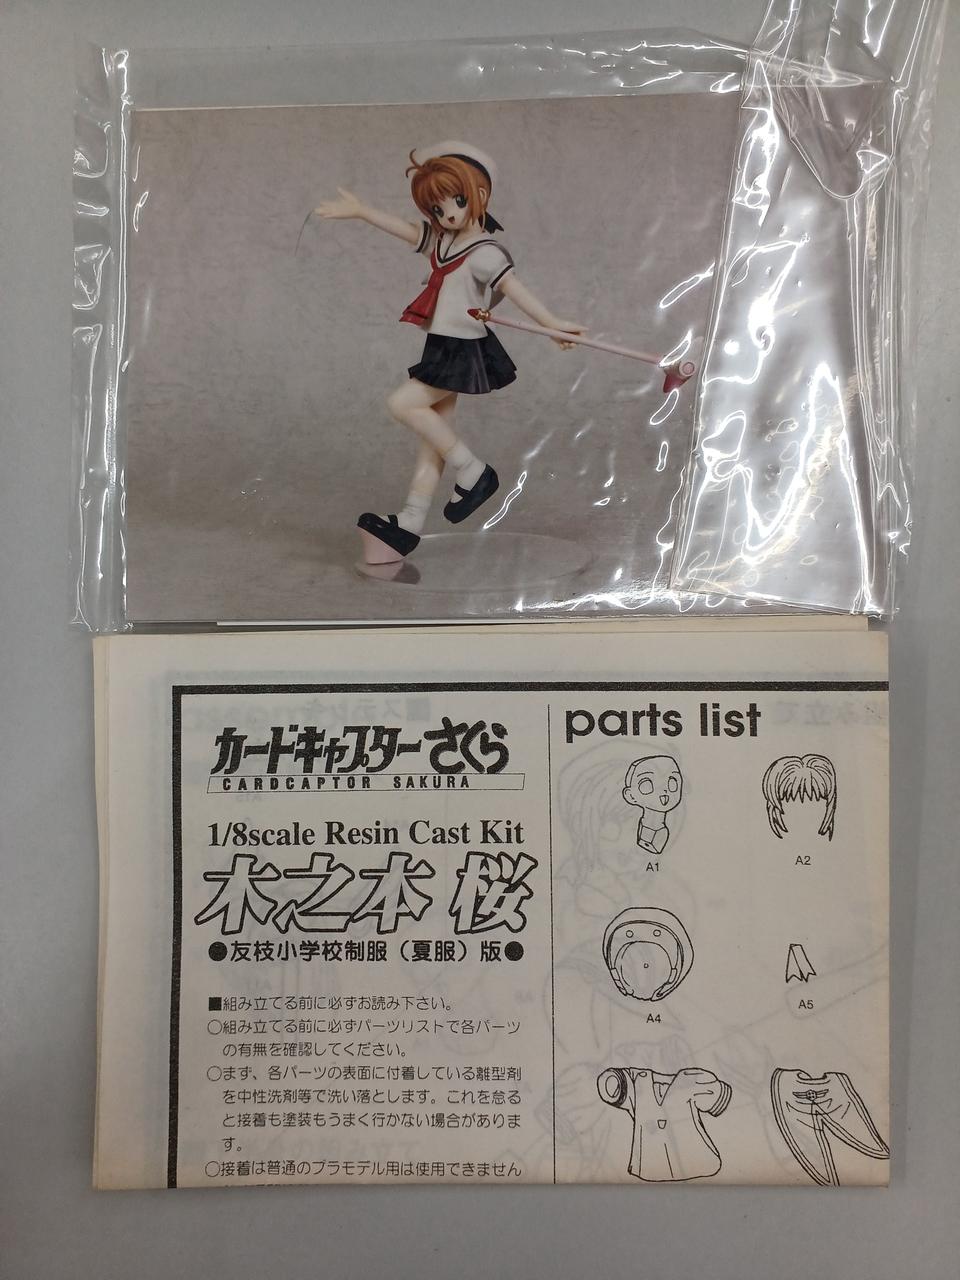 カードキャプターさくら
CARDCAPTOR SAKURA
1/8scale Resin Cast Kit
木之本 桜
●友枝小学校制服（夏服）版●
■組み立てる前に必ずお読み下さい。
○組み立てる前に必ずパーツリストで各パーツ
の有無を確認してください。
○まず、各パーツの表面に付着している離型剤
を中性洗剤等で洗い落とします。これを怠る
と接着も塗装もうまく行かない場合がありま
す。
○接着は普通のプラモデル用は使用できません
parts list
A1
A2
A4
A5